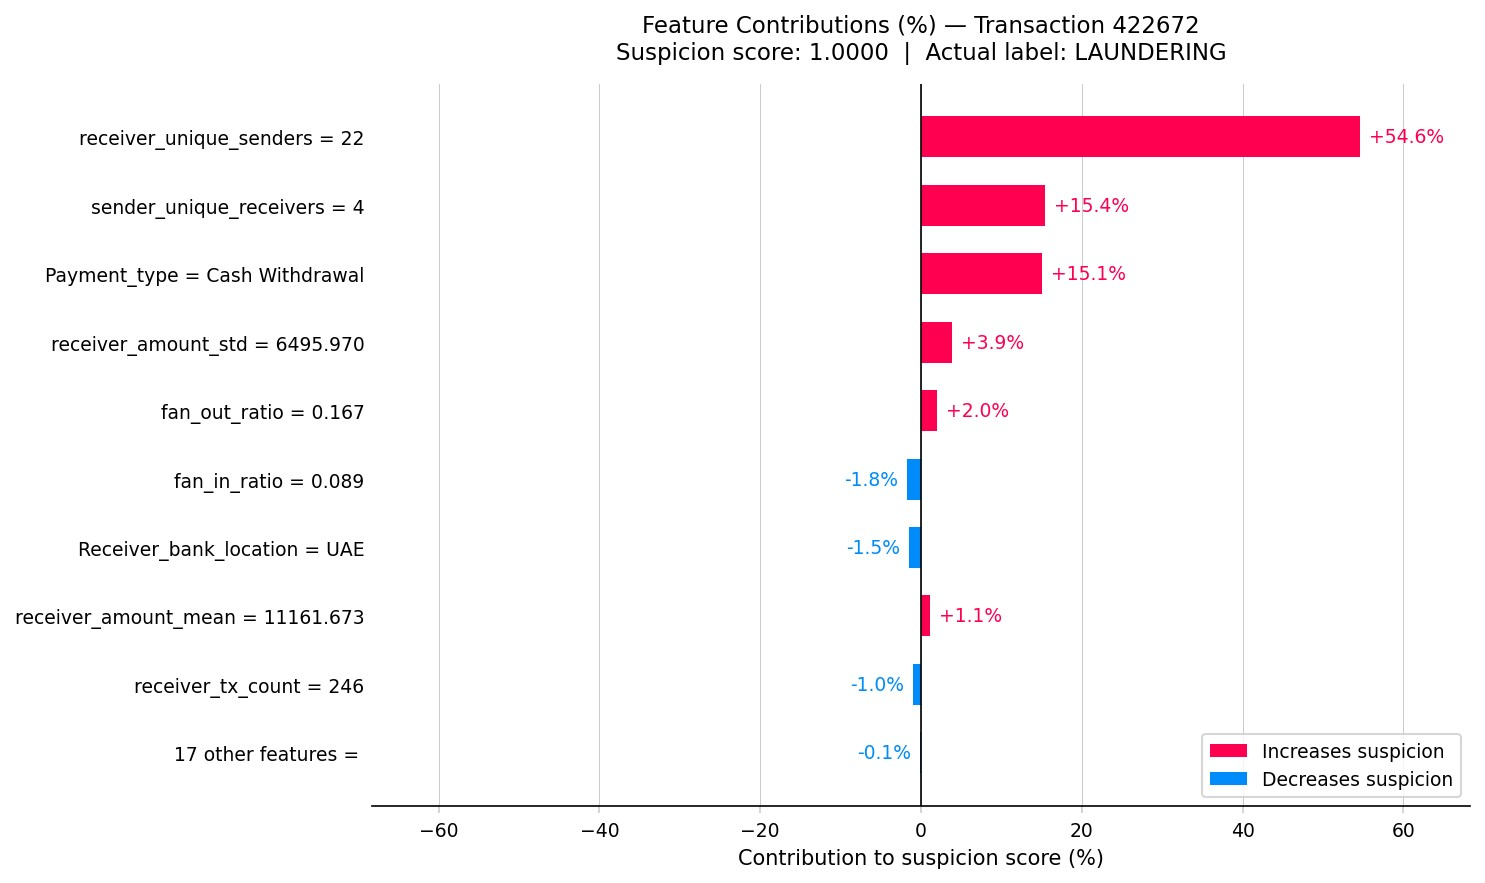 Feature Contributions (%) — Transaction 422672
Suspicion score: 1.0000 | Actual label: LAUNDERING
receiver_unique_senders = 22
+54.6%
sender_unique_receivers = 4
+15.4%
Payment_type = Cash Withdrawal
+15.1%
receiver_amount_std = 6495.970
+3.9%
fan_out_ratio = 0.167
+2.0%
fan_in_ratio = 0.089
-1.8%
Receiver_bank_location = UAE
-1.5%
receiver_amount_mean = 11161.673
+1.1%
receiver_tx_count = 246
-1.0%
17 other features =
-0.1%
Increases suspicion
Decreases suspicion
−60 −40 −20 0 20 40 60
Contribution to suspicion score (%)